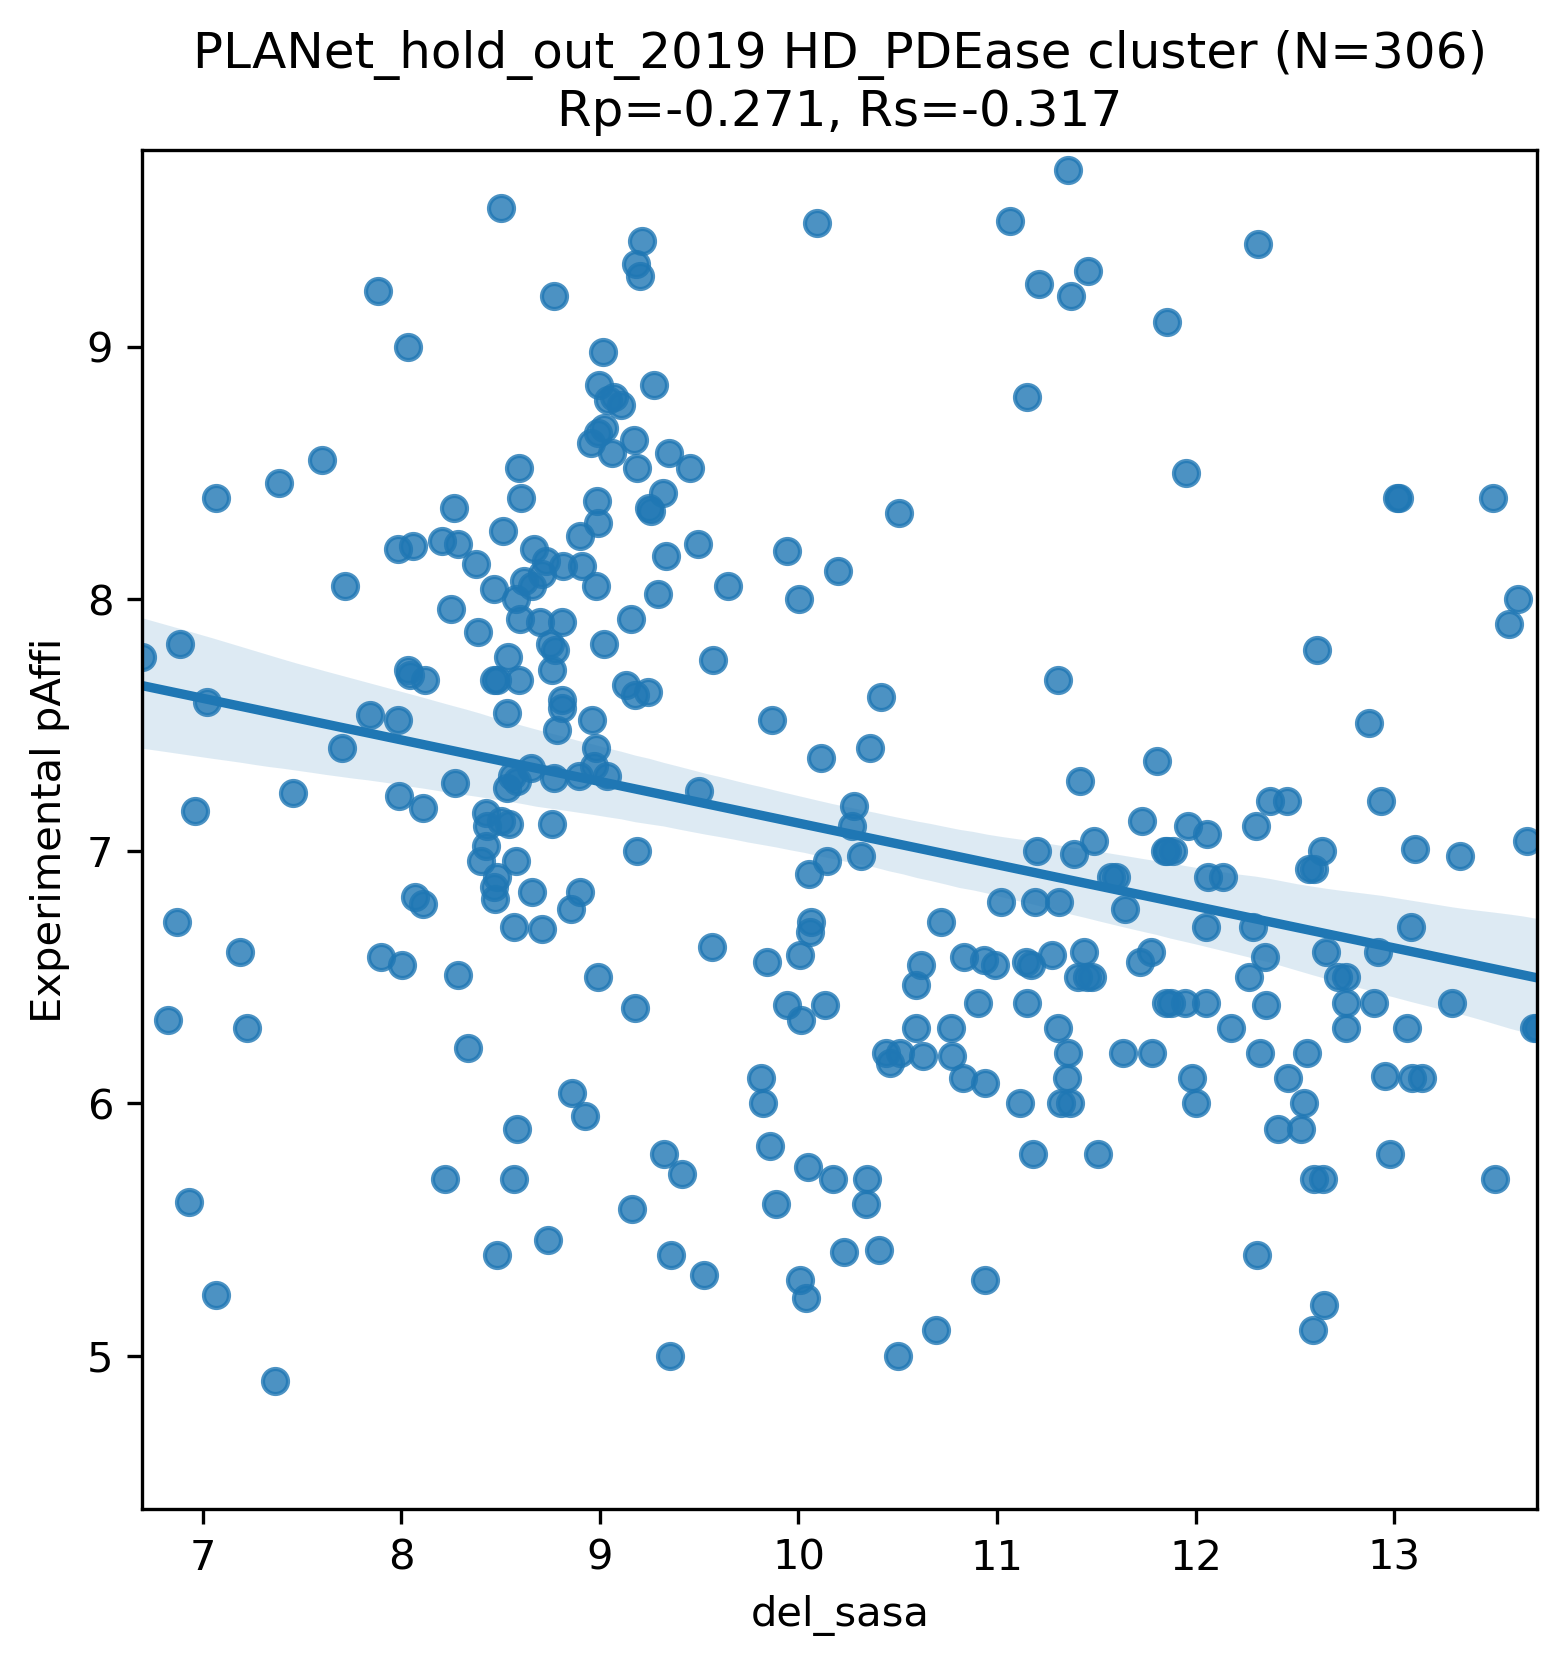 PLANet_hold_out_2019 HD_PDEase cluster (N=306)
Rp=-0.271, Rs=-0.317
9
8
7
6
5
Experimental pAffi
7 8 9 10 11 12 13
del_sasa